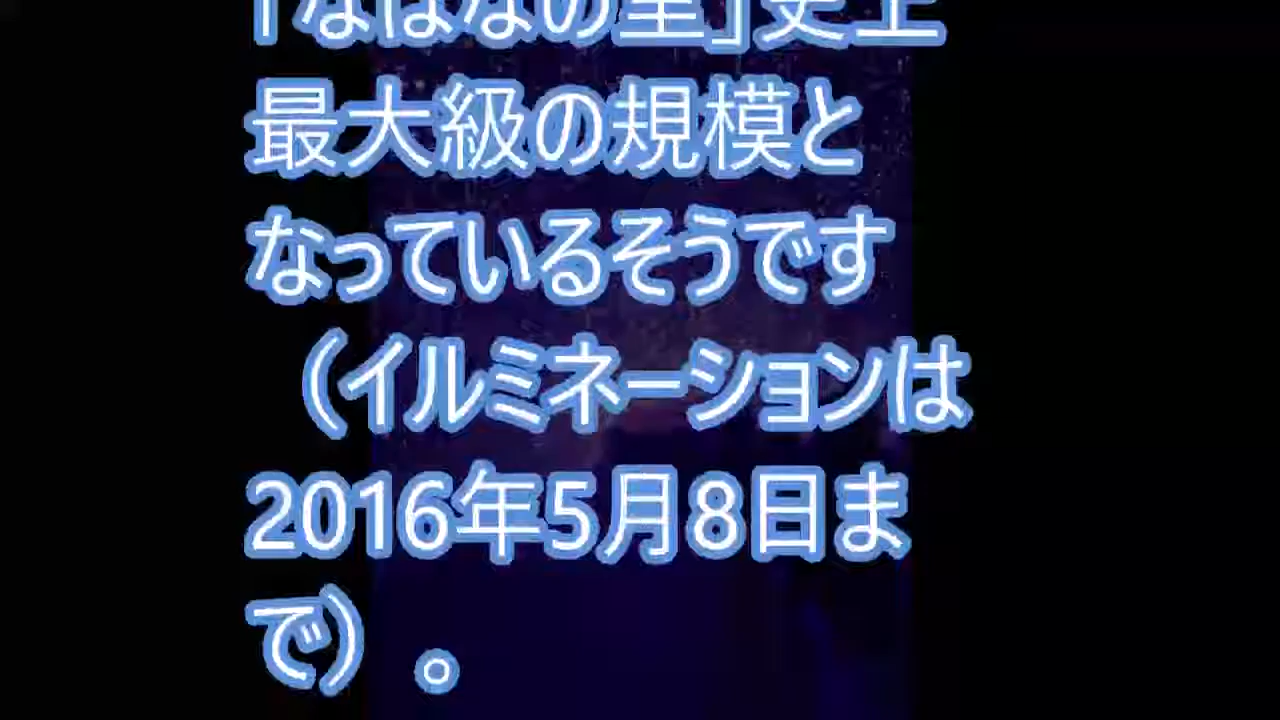 「なばなの里」史上
最大級の規模と
なっているそうです
（イルミネーションは
2016年5月8日ま
で）。